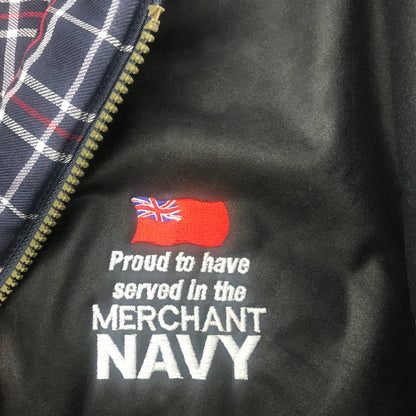 Proud to have
served in the
MERCHANT
NAVY